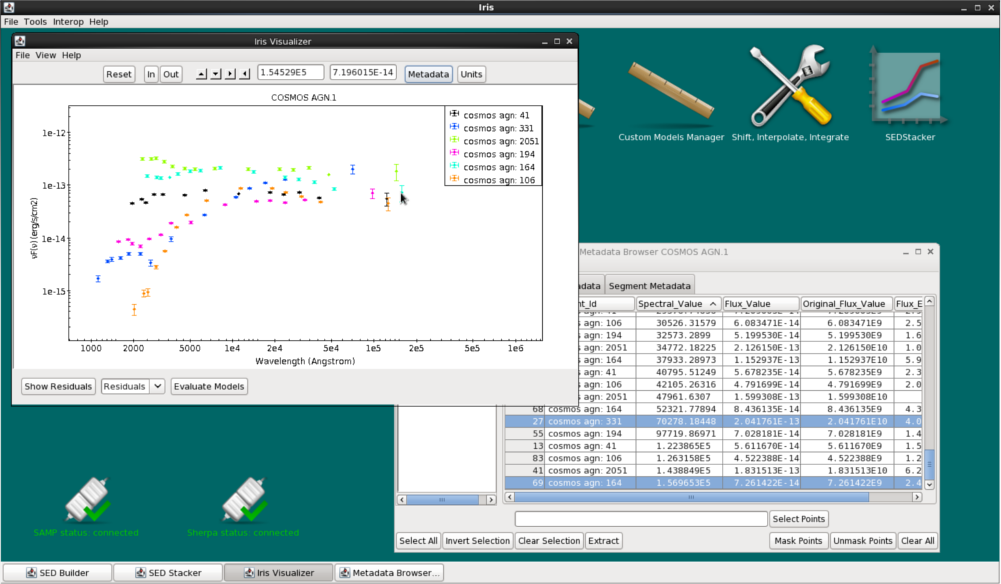 Iris
File Tools Interop Help
Iris Visualizer
File View Help
Reset In Out 1.54529E5 7.196015E-14 Metadata Units
COSMOS AGN.1
cosmos agn: 41
cosmos agn: 331
cosmos agn: 2051
cosmos agn: 194
cosmos agn: 164
cosmos agn: 106
1e-12
1e-13
1e-14
1e-15
νF(ν) (erg/s/cm2)
1000 2000 5000 1e4 2e4 1e5 2e5 5e5 1e6
Wavelength (Angstrom)
Show Residuals Residuals Evaluate Models
Custom Models Manager
Shift, Interpolate, Integrate
SEDStacker
Metadata Browser COSMOS AGN.1
adata Segment Metadata
nt_Id Spectral_Value Flux_Value Original_Flux_Value Flux_E
agn: 106 30526.31579 6.083471E-14 6.083471E9 2.5
agn: 194 32573.2899 5.199530E-14 5.199530E9 1.6
agn: 2051 34772.18225 2.126150E-13 2.126150E10 1.0
agn: 164 37933.28973 1.152937E-13 1.152937E10 5.9
agn: 41 40795.51249 5.678235E-14 5.678235E9 2.3
agn: 106 42105.26316 4.791699E-14 4.791699E9 2.0
agn: 2051 47961.6307 1.599308E-13 1.599308E10
68 cosmos agn: 164 52321.77894 8.436135E-14 8.436135E9 4.3
27 cosmos agn: 331 70278.18448 2.041761E-13 2.041761E10 4.0
55 cosmos agn: 194 97719.86971 7.028181E-14 7.028181E9 1.4
13 cosmos agn: 41 1.223865E5 5.611670E-14 5.611670E9 1.5
83 cosmos agn: 106 1.263158E5 4.522388E-14 4.522388E9 1.2
41 cosmos agn: 2051 1.438849E5 1.831513E-13 1.831513E10 6.2
69 cosmos agn: 164 1.569653E5 7.261422E-14 7.261422E9 2.4
Select Points
Select All Invert Selection Clear Selection Extract Mask Points Unmask Points Clear All
SAMP status: connected
Sherpa status: connected
SED Builder SED Stacker Iris Visualizer Metadata Browser...